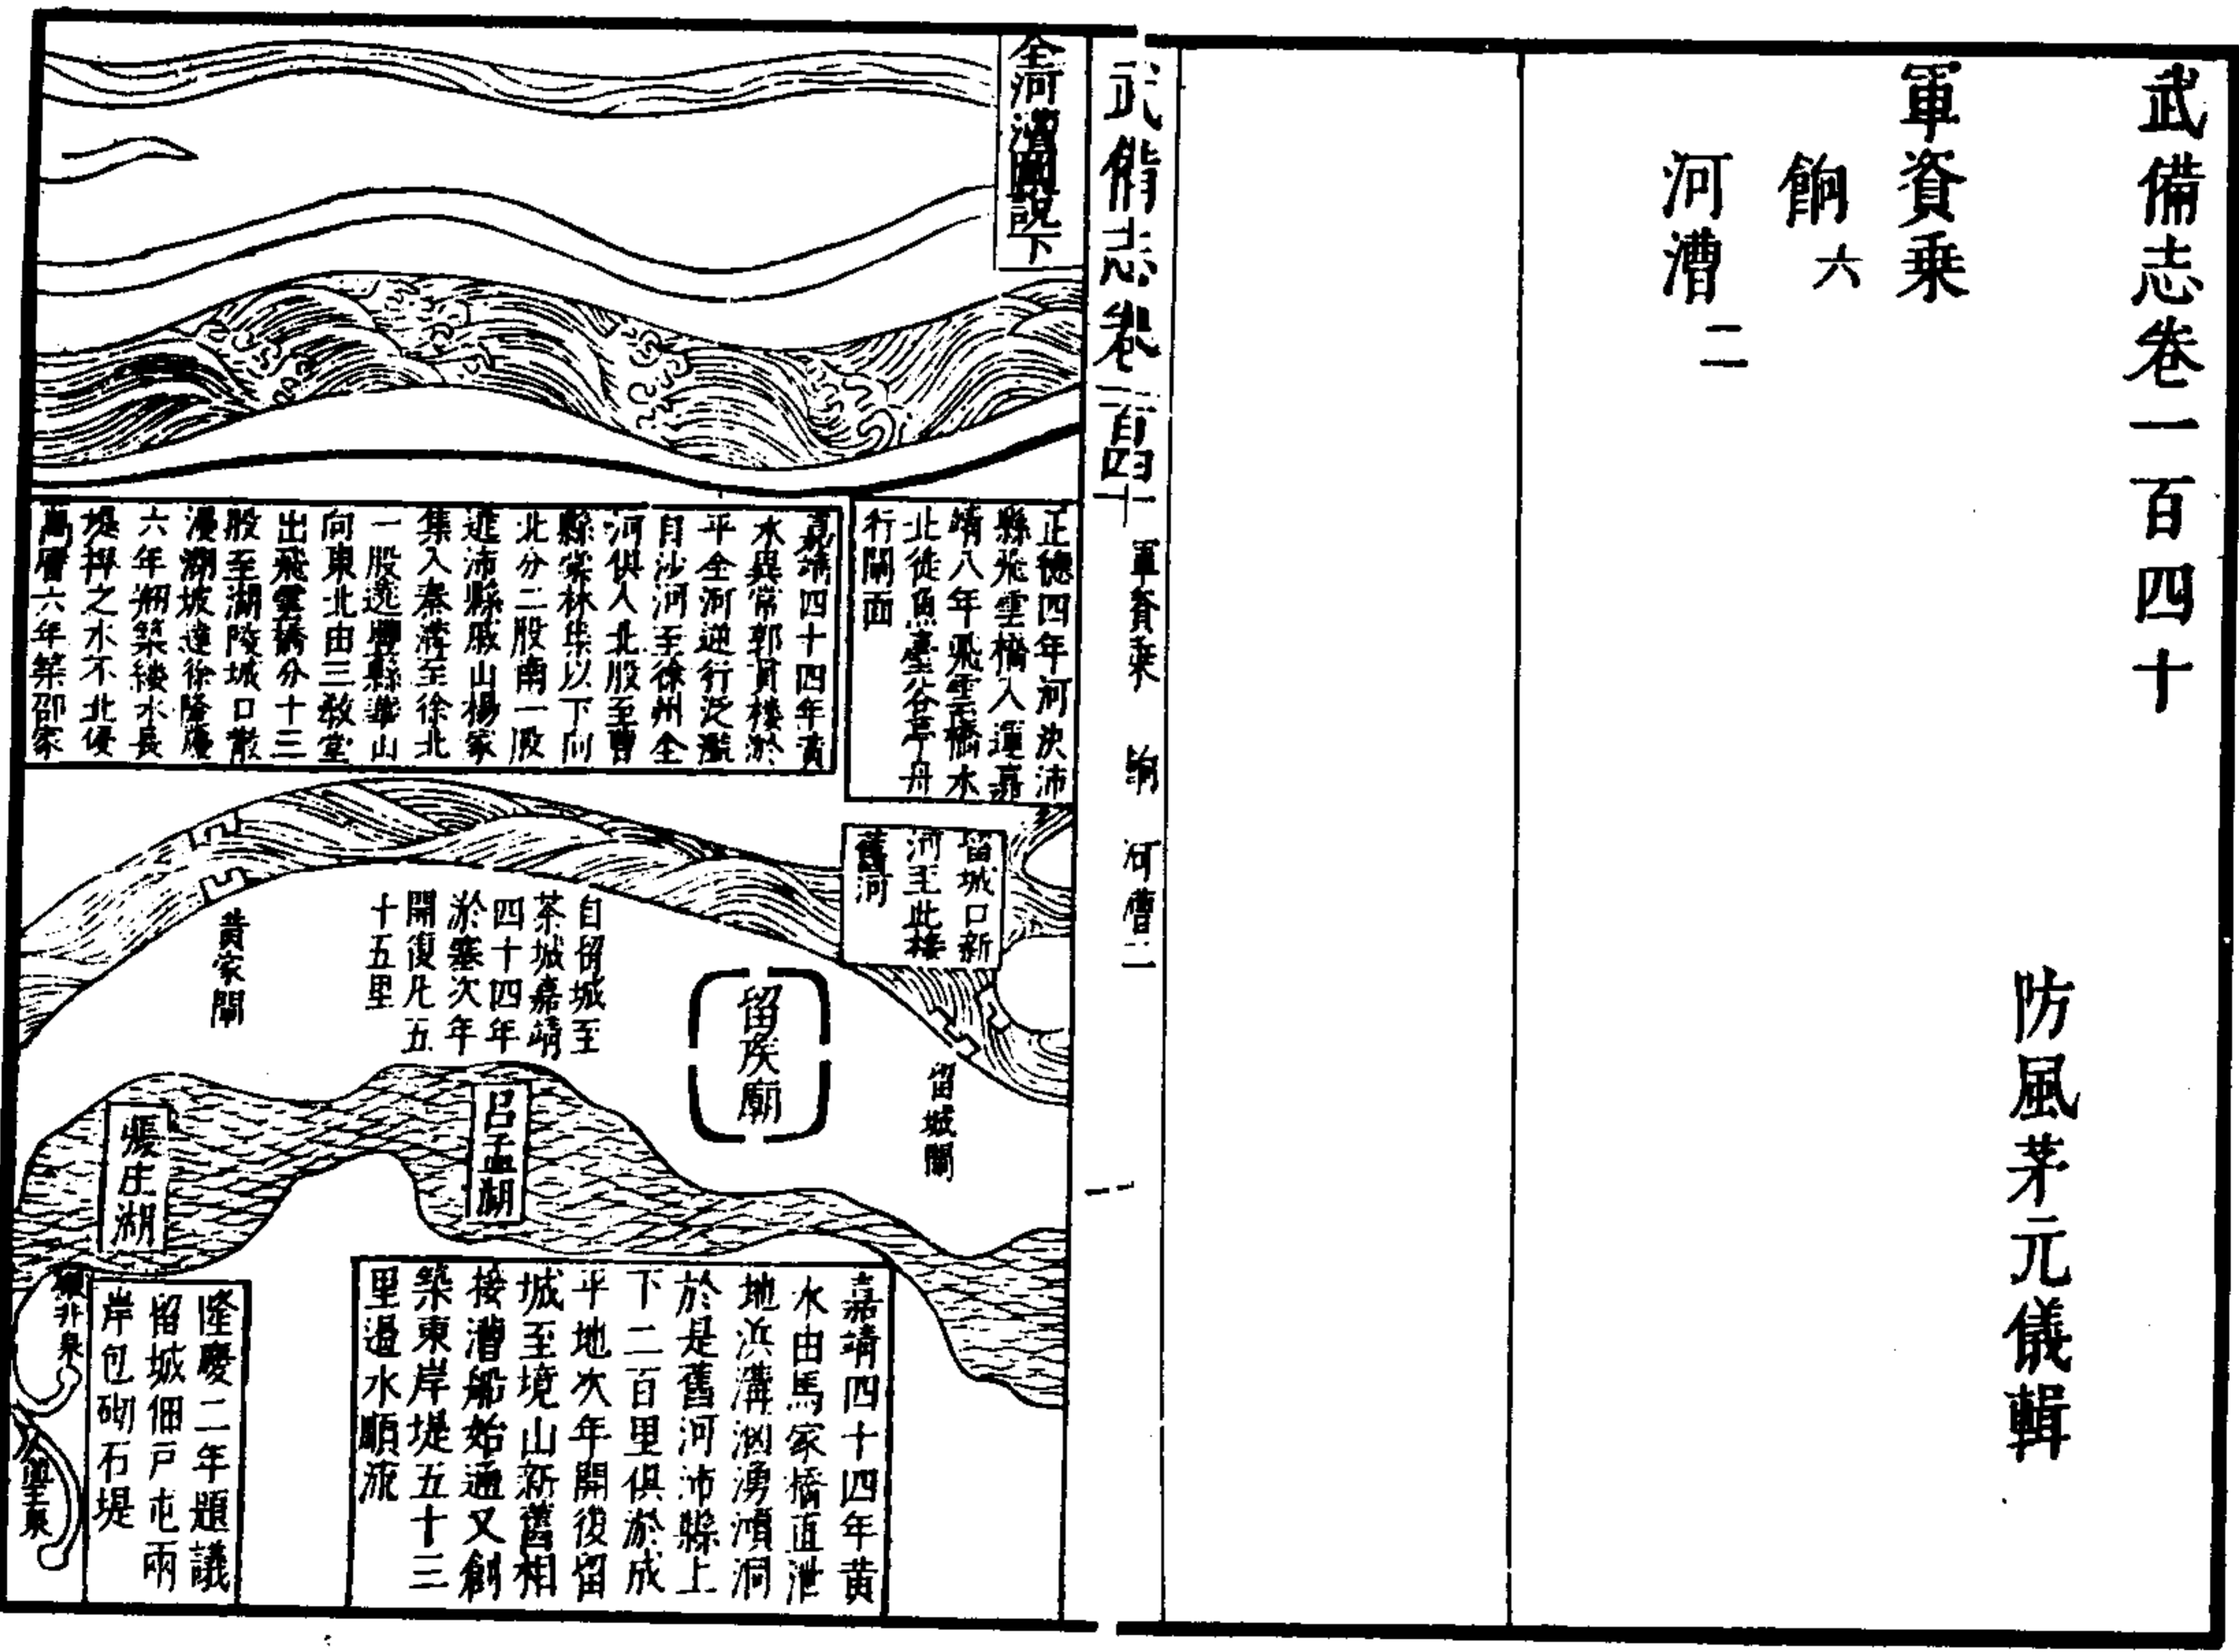 武備志卷一百四十
防風茅元儀輯
軍資乘
餉六
河漕二
武備志卷一百四十 軍資乘 餉 河漕二 一
全河漕圖說下
正德四年河決沛
縣飛雲橋入運嘉
靖八年飛雲橋水
北徙魚臺谷亭舟
行閘面
嘉靖四十四年黃
水異常郭貫樓淤
平全河逆行泛濫
自沙河至徐州全
河俱入北股至曹
縣棠林集以下向
北分二股南一股
遶沛縣戚山楊家
集入秦溝至徐北
一股遶豐縣華山
向東北由三教堂
出飛雲橋分十三
股至湖陵城口散
漫湖坡達徐隆慶
六年剏築縷水長
堤捍之水不北侵
萬曆六年築邵家
留城口新
河至此接
舊河
留城閘
留侯廟
自留城至
茶城嘉靖
四十四年
淤塞次年
開復凡五
十五里
黃家閘
呂孟湖
張庄湖
嘉靖四十四年黃
水由馬家橋直泄
地浜溝洶湧澒洞
於是舊河沛縣上
下二百里俱淤成
平地次年開復留
城至境山新舊相
接漕船始通又創
築東岸堤五十三
里遏水順流
隆慶二年題議
留城佃戶屯兩
岸包砌石堤
泉
泉